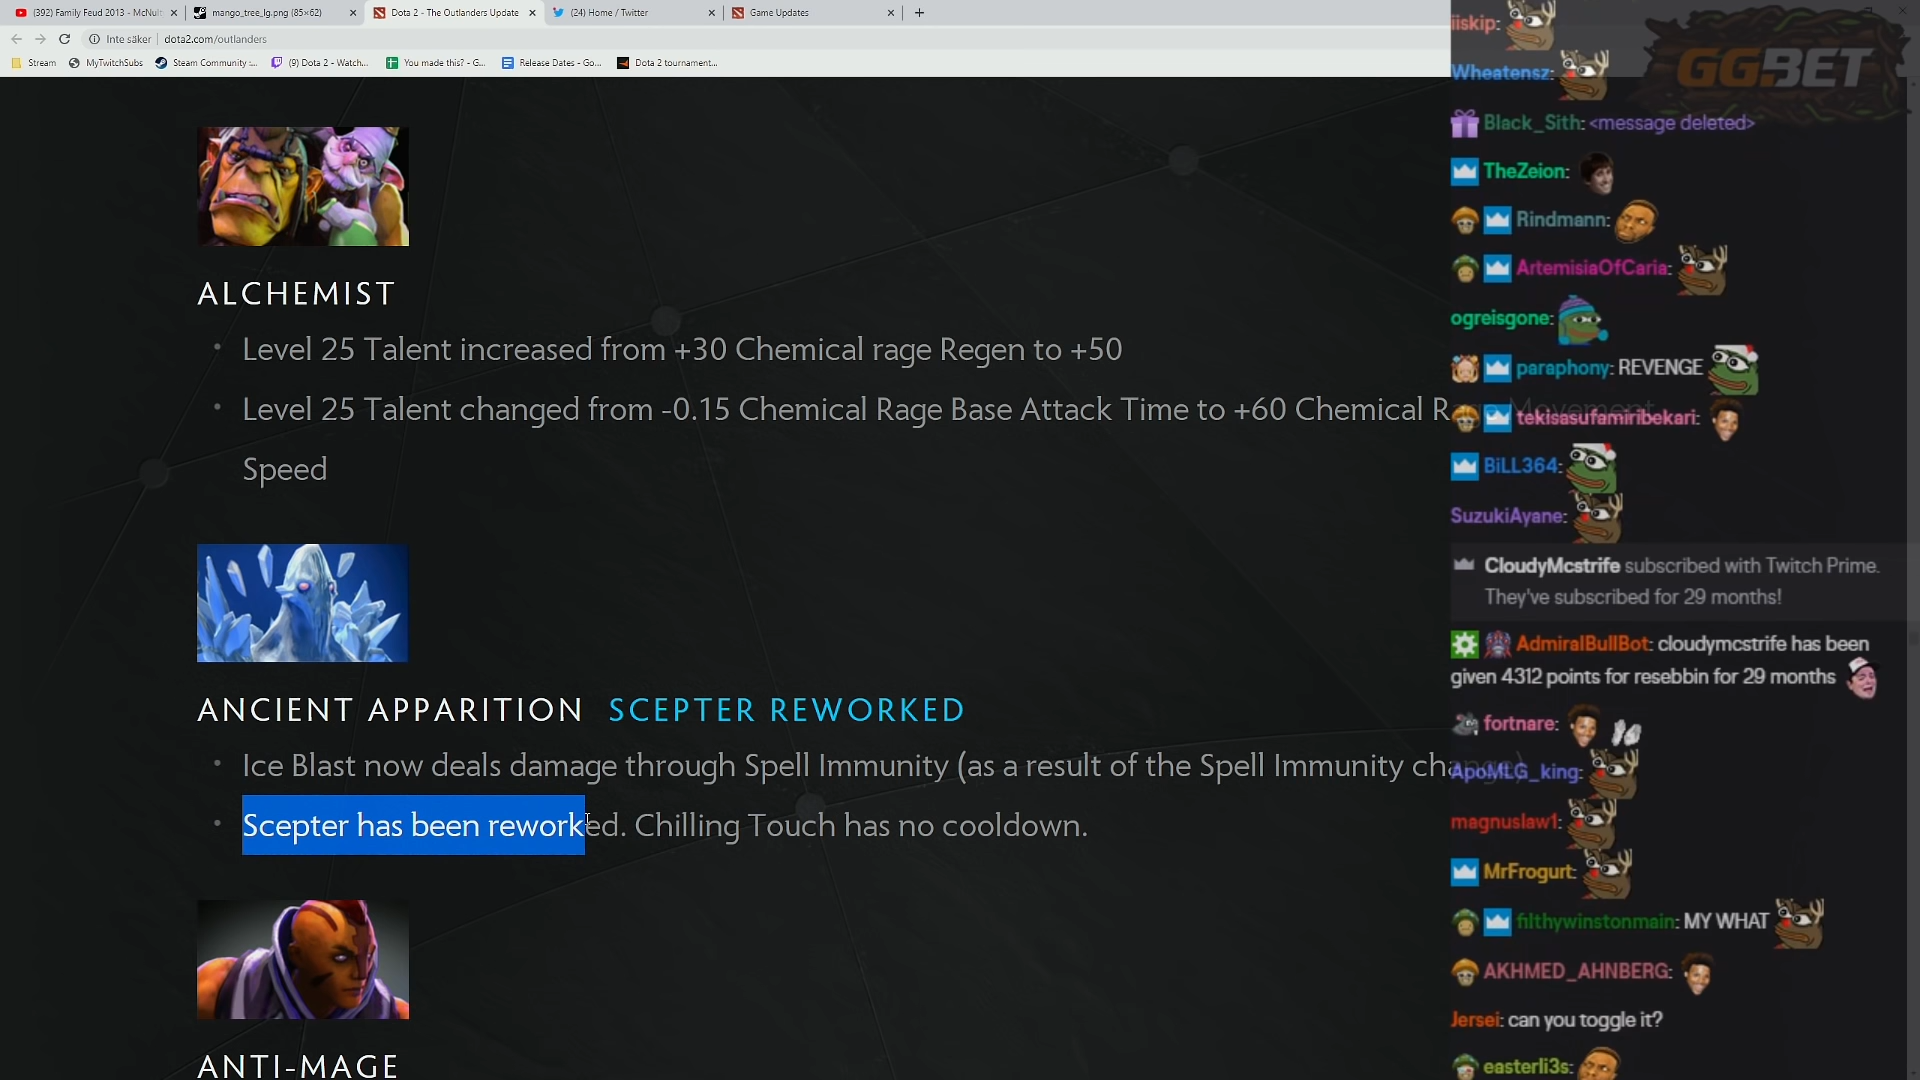 (392) Family Feud 2013 - McNul
mango_tree_lg.png (85×62)
Dota 2 - The Outlanders Update
(24) Home / Twitter
Game Updates
Inte säker
dota2.com/outlanders
Stream
MyTwitchSubs
Steam Community :...
(9) Dota 2 - Watch...
You made this? - G...
Release Dates - Go...
Dota 2 tournament...
ALCHEMIST
Level 25 Talent increased from +30 Chemical rage Regen to +50
Level 25 Talent changed from -0.15 Chemical Rage Base Attack Time to +60 Chemical Rage Movement
Speed
ANCIENT APPARITION SCEPTER REWORKED
Ice Blast now deals damage through Spell Immunity (as a result of the Spell Immunity change)
Scepter has been reworked. Chilling Touch has no cooldown.
ANTI-MAGE
GG.BET
iiskip:
Wheatensz:
Black_Sith: <message deleted>
TheZeion:
Rindmann:
ArtemisiaOfCaria:
ogreisgone:
paraphony: REVENGE
tekisasufamiribekari:
BiLL364:
SuzukiAyane:
CloudyMcstrife subscribed with Twitch Prime.
They've subscribed for 29 months!
AdmiralBullBot: cloudymcstrife has been
given 4312 points for resebbin for 29 months
fortnare:
ApoMLG_king:
magnuslaw1:
MrFrogurt:
filthywinstonmain: MY WHAT
AKHMED_AHNBERG:
Jersei: can you toggle it?
easterli3s: